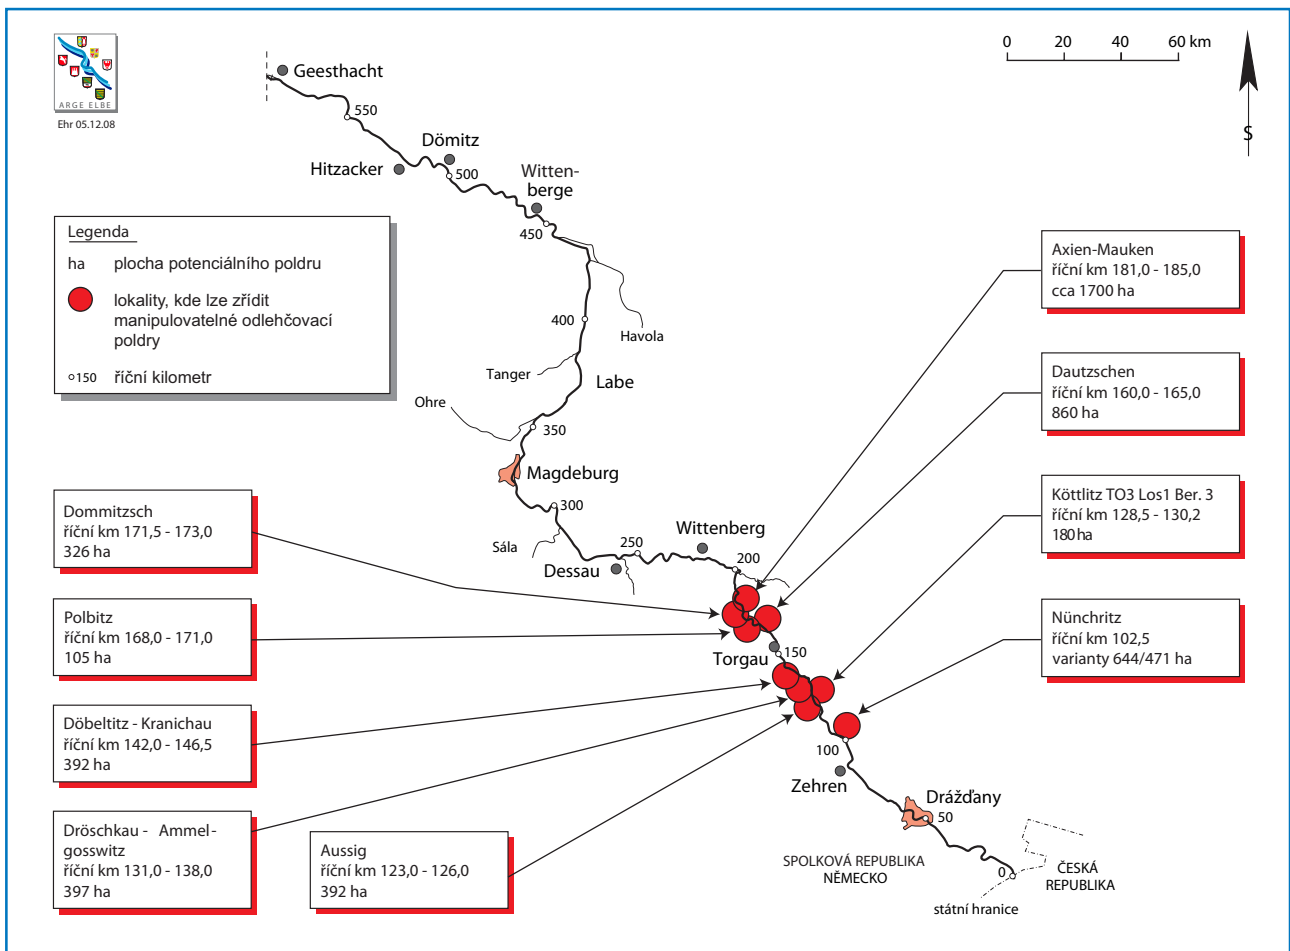 ARGE ELBE
Ehr 05.12.08
0 20 40 60 km
S
Geesthacht
550
Dömitz
Hitzacker
500
Witten-
berge
450
Legenda
ha plocha potenciálního poldru
lokality, kde lze zřídit
manipulovatelné odlehčovací
poldry
150 říční kilometr
400
Havola
Tanger
Labe
Ohre
350
Magdeburg
300
Sála
250
Wittenberg
Dessau
200
Torgau
150
100
Zehren
Drážďany
50
SPOLKOVÁ REPUBLIKA
NĚMECKO
0
ČESKÁ
REPUBLIKA
státní hranice
Axien-Mauken
říční km 181,0 - 185,0
cca 1700 ha
Dautzschen
říční km 160,0 - 165,0
860 ha
Köttlitz TO3 Los1 Ber. 3
říční km 128,5 - 130,2
180 ha
Nünchritz
říční km 102,5
varianty 644/471 ha
Dommitzsch
říční km 171,5 - 173,0
326 ha
Polbitz
říční km 168,0 - 171,0
105 ha
Döbeltitz - Kranichau
říční km 142,0 - 146,5
392 ha
Dröschkau - Ammel-
gosswitz
říční km 131,0 - 138,0
397 ha
Aussig
říční km 123,0 - 126,0
392 ha